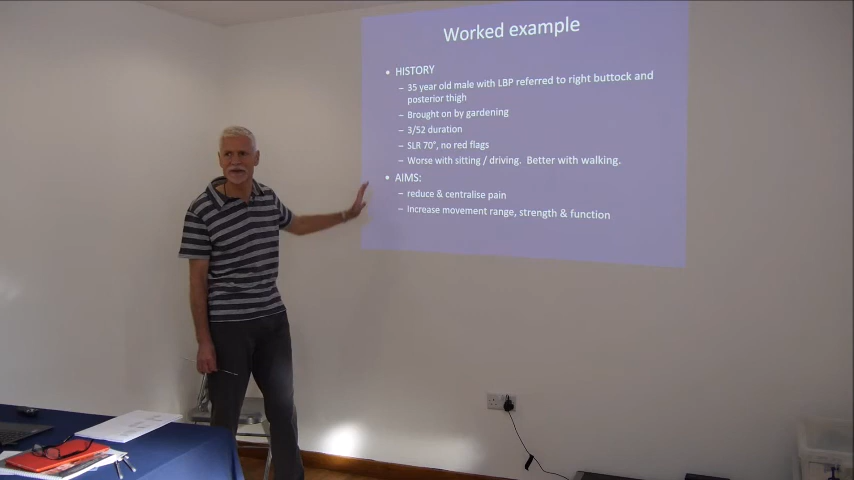 Worked example
• HISTORY
– 35 year old male with LBP referred to right buttock and
posterior thigh
– Brought on by gardening
– 3/52 duration
– SLR 70°, no red flags
– Worse with sitting / driving.  Better with walking.
• AIMS:
– reduce & centralise pain
– Increase movement range, strength & function